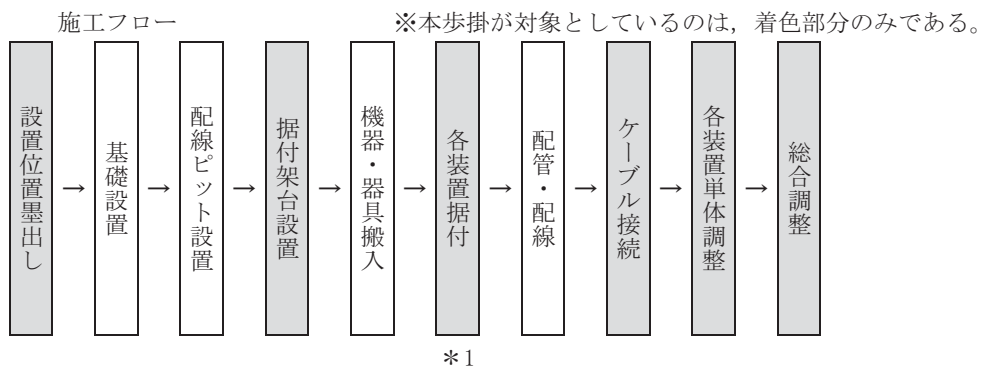 施工フロー
※本歩掛が対象としているのは，着色部分のみである。
設置位置墨出し
→
基礎設置
→
配線ピット設置
→
据付架台設置
→
機器・器具搬入
→
各装置据付
→
配管・配線
→
ケーブル接続
→
各装置単体調整
→
総合調整
＊1